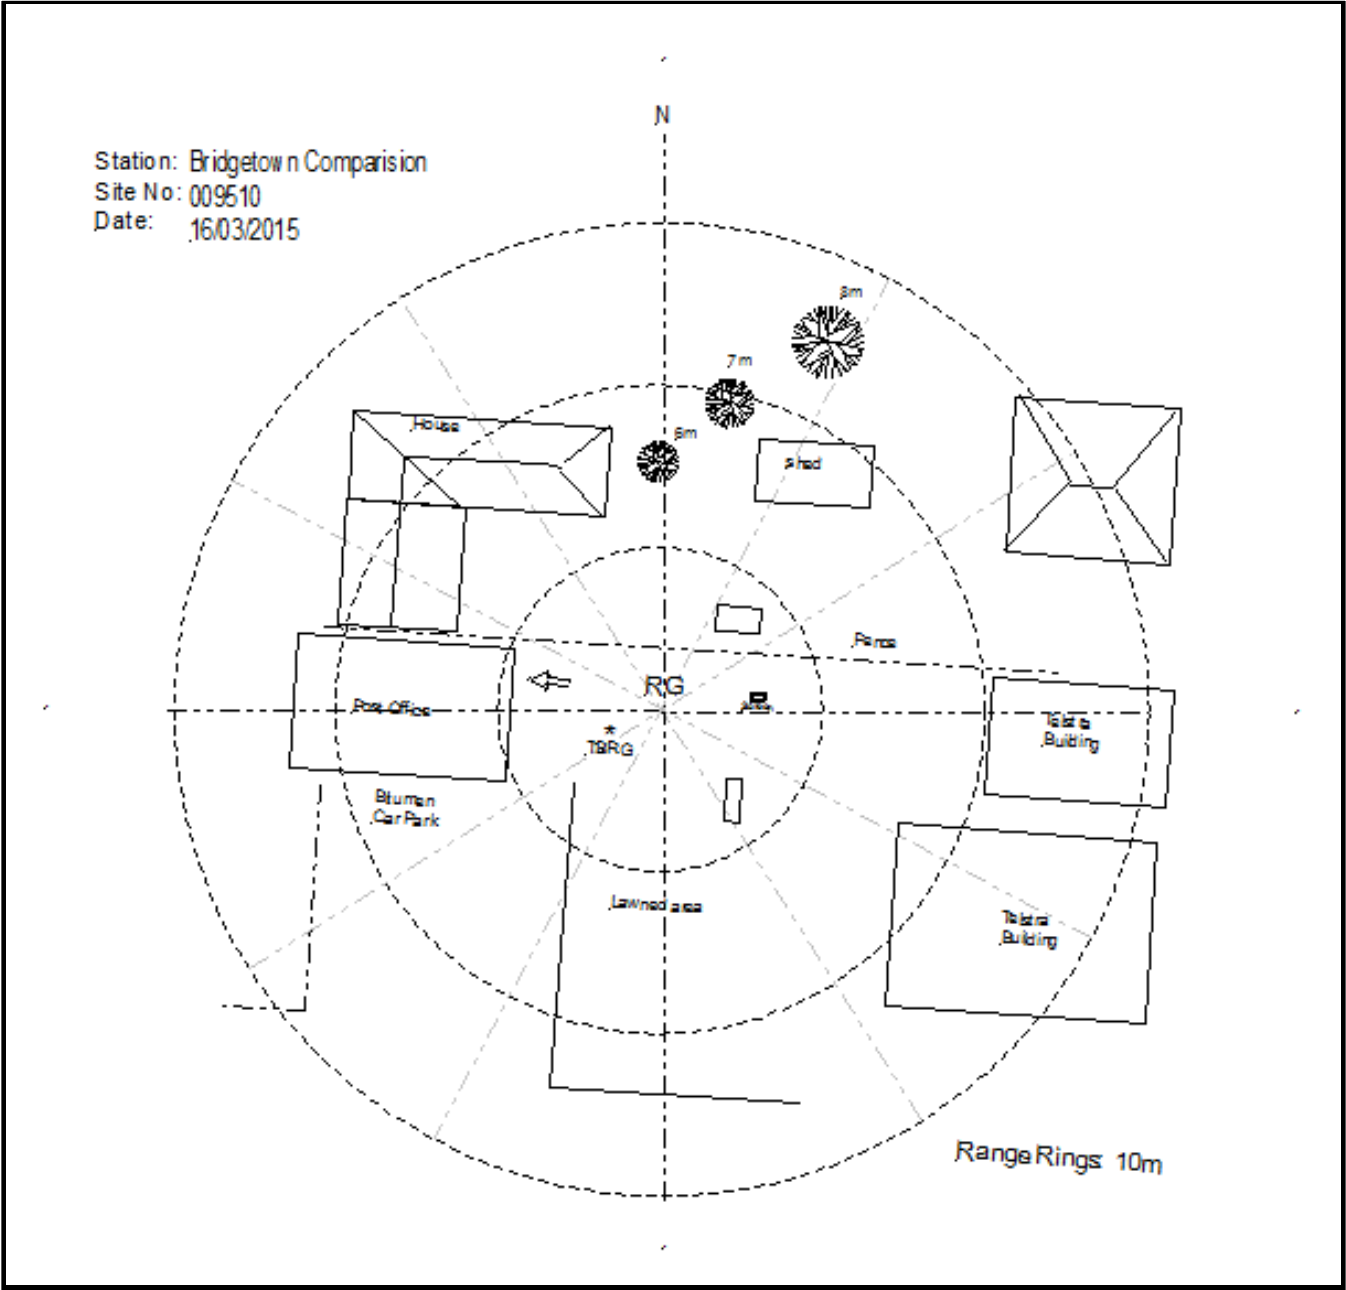 N
Station: Bridgetown Comparision
Site No: 009510
Date: 16/03/2015
8m
7m
6m
House
shed
Fence
RG
Post Office
TBRG
Telstra
Building
Bitumen
Car Park
Lawned area
Telstra
Building
Range Rings: 10m